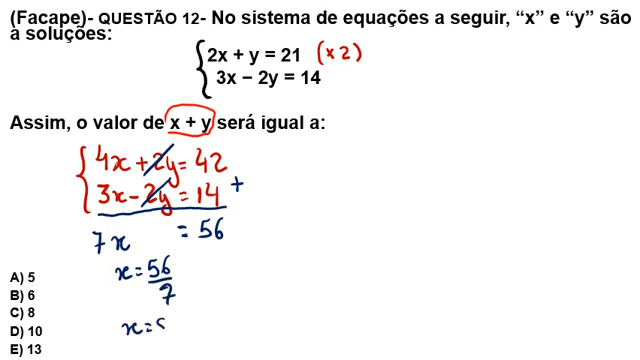 (Facape)- QUESTÃO 12- No sistema de equações a seguir, “x” e “y” são
a soluções:
2x + y = 21 (x2)
3x − 2y = 14
Assim, o valor de x + y será igual a:
4x + 2y = 42
3x - 2y = 14 +
7x = 56
x = 56
7
x =
A) 5
B) 6
C) 8
D) 10
E) 13